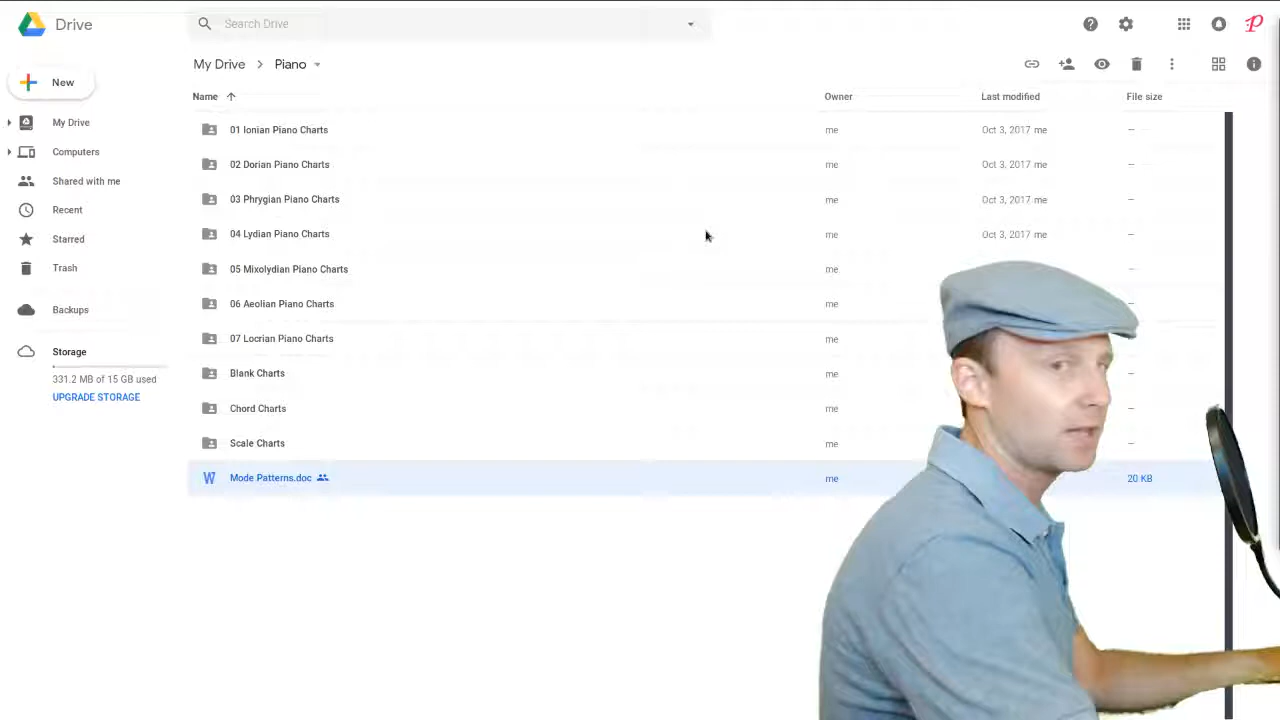 Drive
Search Drive
New
My Drive > Piano
Name
Owner
Last modified
File size
My Drive
Computers
Shared with me
Recent
Starred
Trash
Backups
Storage
331.2 MB of 15 GB used
UPGRADE STORAGE
01 Ionian Piano Charts me Oct 3, 2017 me –
02 Dorian Piano Charts me Oct 3, 2017 me –
03 Phrygian Piano Charts me Oct 3, 2017 me –
04 Lydian Piano Charts me Oct 3, 2017 me –
05 Mixolydian Piano Charts me –
06 Aeolian Piano Charts me –
07 Locrian Piano Charts me –
Blank Charts me –
Chord Charts me –
Scale Charts me –
W Mode Patterns.doc me 20 KB